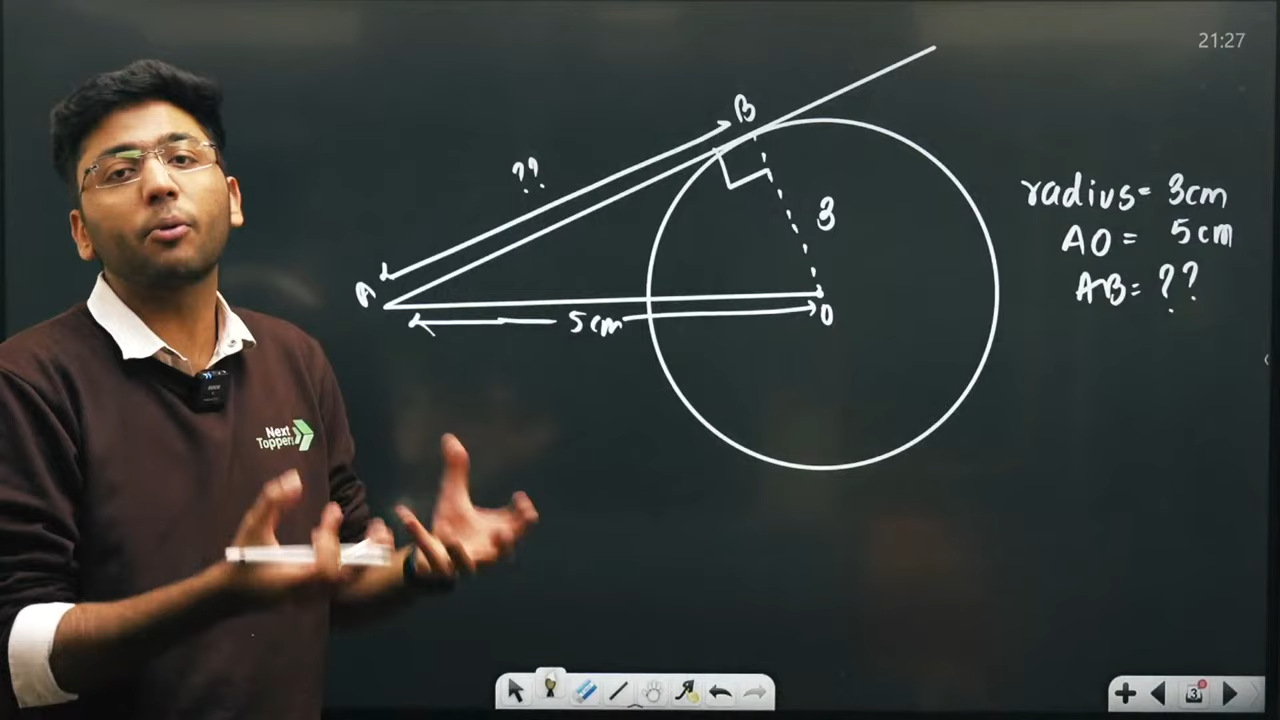 21:27
B
??
radius = 3cm
3
AO = 5cm
A
AB = ??
5cm
O
Next
Toppers
3